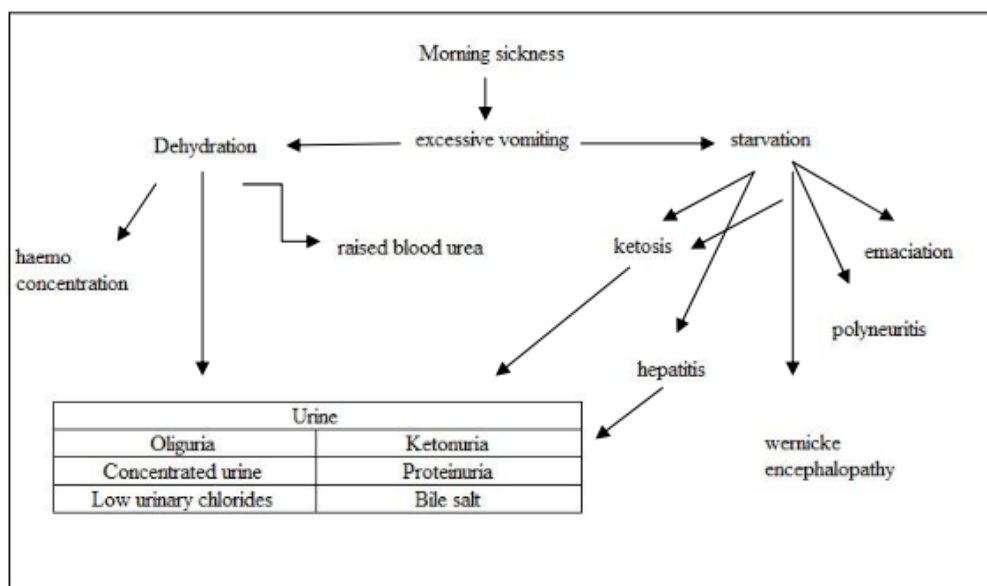 Morning sickness
Dehydration
excessive vomiting
starvation
haemo
concentration
raised blood urea
ketosis
emaciation
polyneuritis
hepatitis
wernicke
encephalopathy
Urine
Oliguria
Ketonuria
Concentrated urine
Proteinuria
Low urinary chlorides
Bile salt